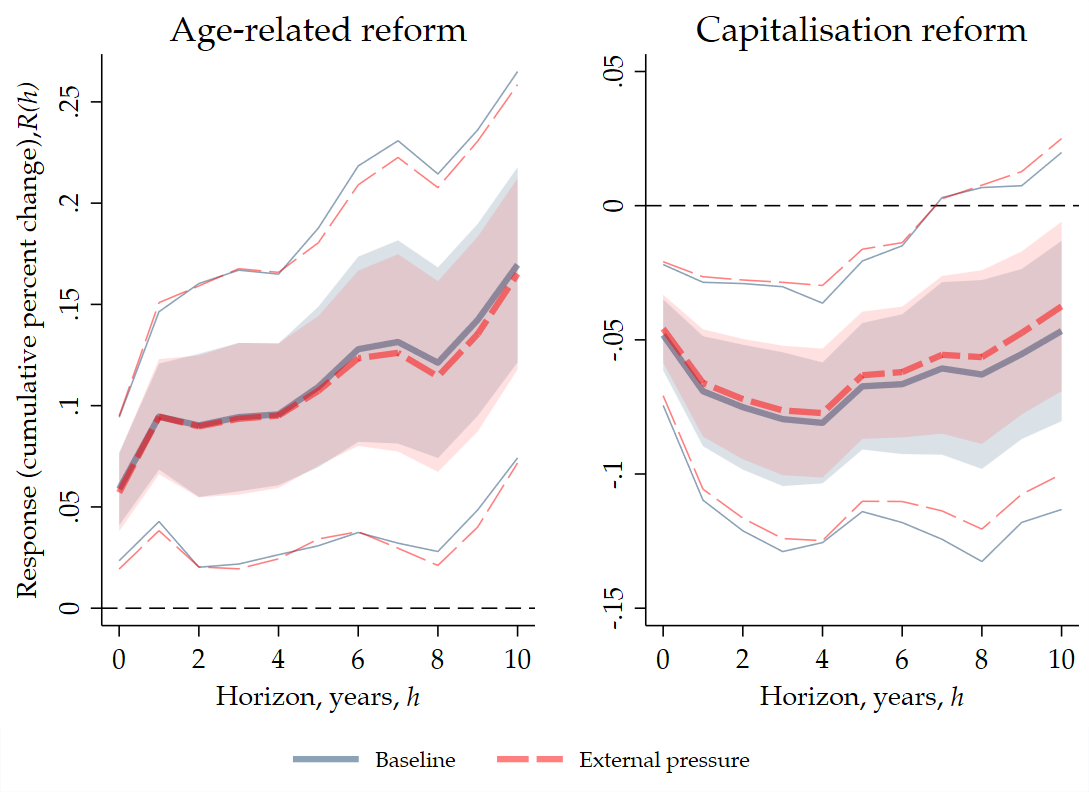 Age-related reform
Capitalisation reform
Response (cumulative percent change),R(h)
.25
.2
.15
.1
.05
0
0 2 4 6 8 10
Horizon, years, h
.05
0
-.05
-.1
-.15
0 2 4 6 8 10
Horizon, years, h
Baseline
External pressure